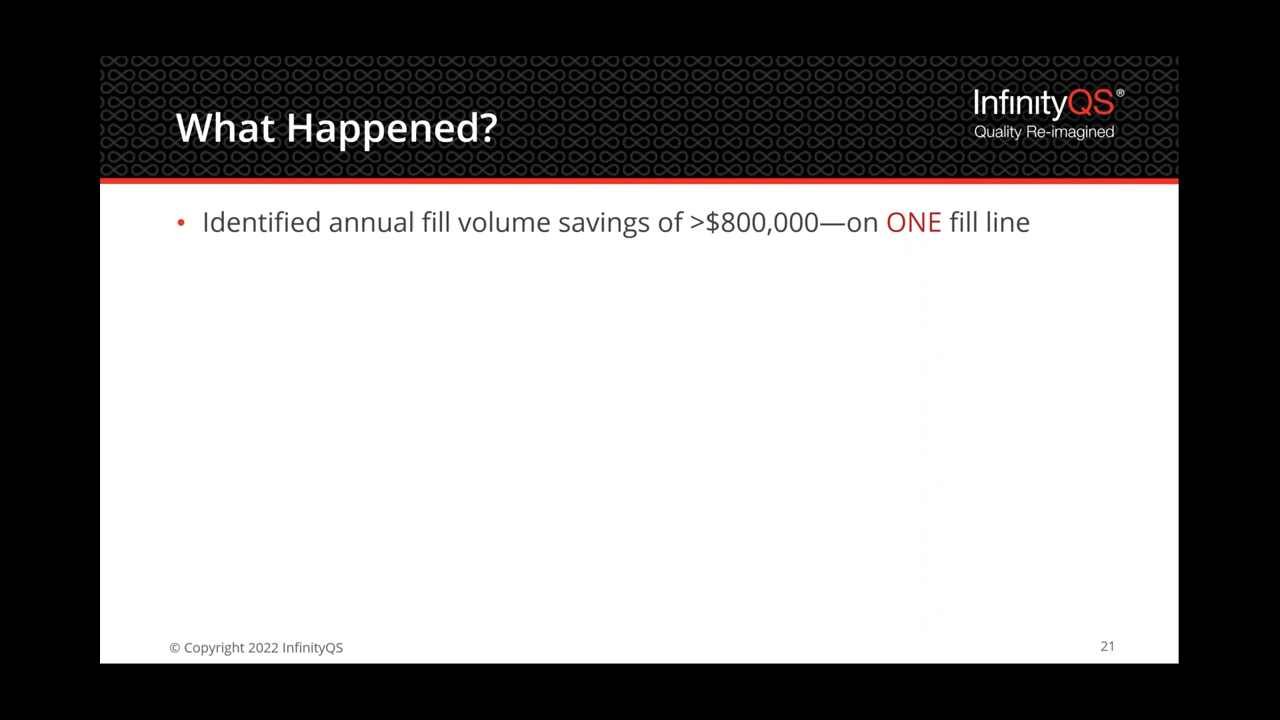 What Happened?
InfinityQS®
Quality Re-imagined
• Identified annual fill volume savings of >$800,000—on ONE fill line
© Copyright 2022 InfinityQS
21